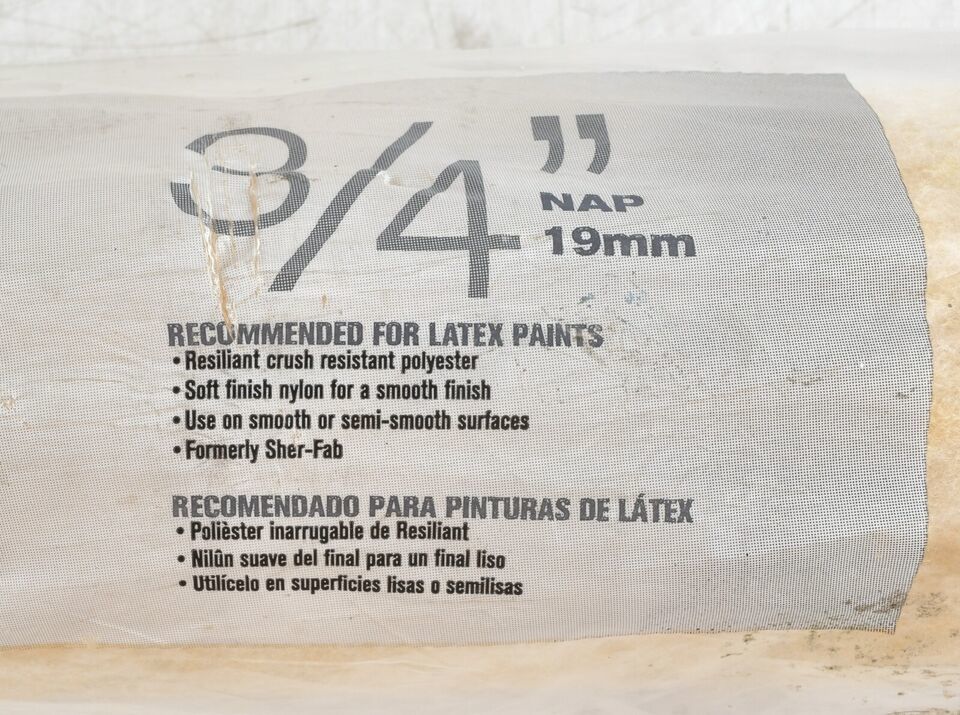 3/4”
NAP
19mm
RECOMMENDED FOR LATEX PAINTS
• Resiliant crush resistant polyester
• Soft finish nylon for a smooth finish
• Use on smooth or semi-smooth surfaces
• Formerly Sher-Fab
RECOMENDADO PARA PINTURAS DE LÁTEX
• Polièster inarrugable de Resiliant
• Nilûn suave del final para un final liso
• Utilícelo en superficies lisas o semilisas